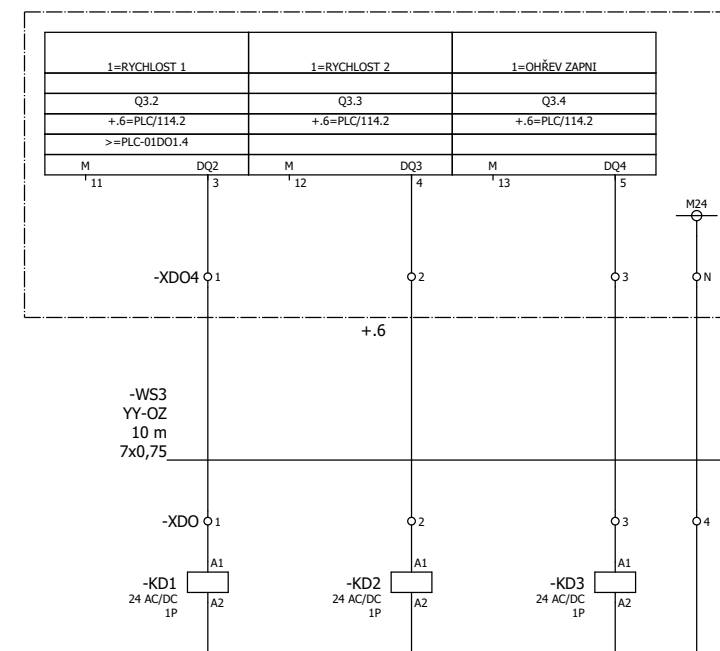 1=RYCHLOST 1 1=RYCHLOST 2 1=OHŘEV ZAPNI
Q3.2 Q3.3 Q3.4
+.6=PLC/114.2 +.6=PLC/114.2 +.6=PLC/114.2
>=PLC-01DO1.4
M DQ2 M DQ3 M DQ4
11 3 12 4 13 5
M24
-XDO4 1 2 3 N
+.6
-WS3
YY-OZ
10 m
7x0,75
-XDO 1 2 3 4
A1 A1 A1
-KD1 -KD2 -KD3
24 AC/DC 24 AC/DC 24 AC/DC
A2 A2 A2
1P 1P 1P